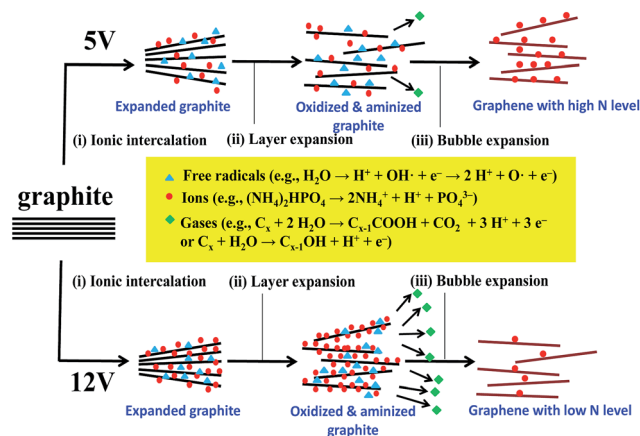 5V
Expanded graphite
Oxidized & aminized
graphite
Graphene with high N level
(i) Ionic intercalation
(ii) Layer expansion
(iii) Bubble expansion
graphite
Free radicals (e.g., H₂O → H⁺ + OH· + e⁻ → 2 H⁺ + O· + e⁻)
Ions (e.g., (NH₄)₂HPO₄ → 2NH₄⁺ + H⁺ + PO₄³⁻)
Gases (e.g., Cₓ + 2 H₂O → Cₓ₋₁COOH + CO₂ + 3 H⁺ + 3 e⁻
or Cₓ + H₂O → Cₓ₋₁OH + H⁺ + e⁻)
(i) Ionic intercalation
(ii) Layer expansion
(iii) Bubble expansion
12V
Expanded graphite
Oxidized & aminized
graphite
Graphene with low N level